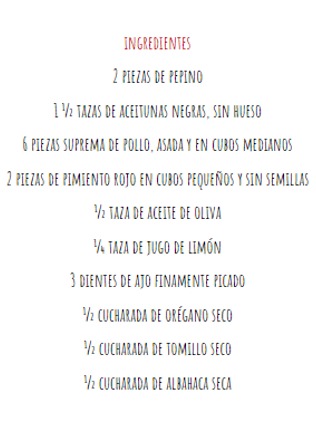 INGREDIENTES
2 PIEZAS DE PEPINO
1 ½ TAZAS DE ACEITUNAS NEGRAS, SIN HUESO
6 PIEZAS SUPREMA DE POLLO, ASADA Y EN CUBOS MEDIANOS
2 PIEZAS DE PIMIENTO ROJO EN CUBOS PEQUEÑOS Y SIN SEMILLAS
½ TAZA DE ACEITE DE OLIVA
¼ TAZA DE JUGO DE LIMÓN
3 DIENTES DE AJO FINAMENTE PICADO
½ CUCHARADA DE ORÉGANO SECO
½ CUCHARADA DE TOMILLO SECO
½ CUCHARADA DE ALBAHACA SECA